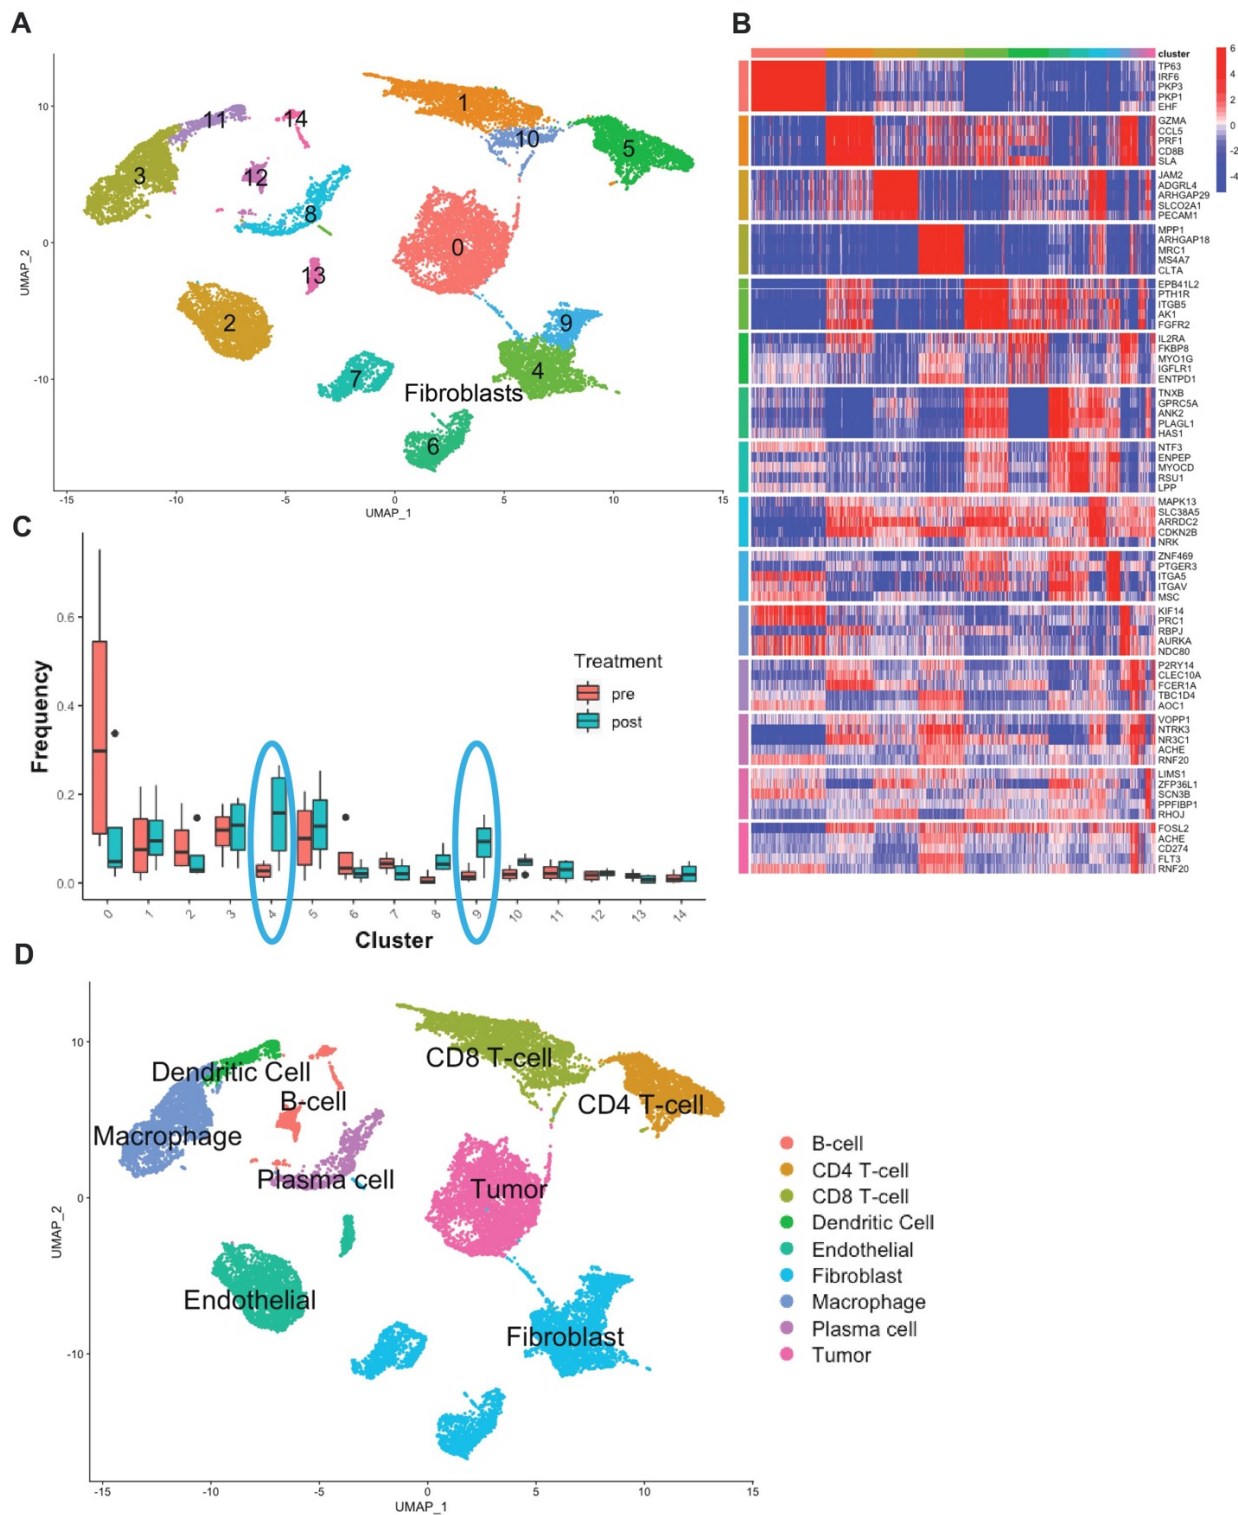 A
10
0
-10
UMAP_2
-15
-10
-5
0
5
10
15
UMAP_1
11
14
1
10
5
3
12
8
0
13
2
9
7
4
Fibroblasts
6
B
cluster
TP63
IRF6
PKP3
PKP1
EHF
GZMA
CCL5
PRF1
CD8B
SLA
JAM2
ADGRL4
ARHGAP29
SLCO2A1
PECAM1
MPP1
ARHGAP18
MRC1
MS4A7
CLTA
EPB41L2
PTH1R
ITGB5
AK1
FGFR2
IL2RA
FKBP8
MYO1G
IGFLR1
ENTPD1
TNXB
GPRC5A
ANK2
PLAGL1
HAS1
NTF3
ENPEP
MYOCD
RSU1
LPP
MAPK13
SLC38A5
ARRDC2
CDKN2B
NRK
ZNF469
PTGER3
ITGA5
ITGAV
MSC
KIF14
PRC1
RBPJ
AURKA
NDC80
P2RY14
CLEC10A
FCER1A
TBC1D4
AOC1
VOPP1
NTRK3
NR3C1
ACHE
RNF20
LIMS1
ZFP36L1
SCN3B
PPFIBP1
RHOJ
FOSL2
ACHE
CD274
FLT3
RNF20
6
4
2
0
-2
-4
C
Frequency
0.6
0.4
0.2
0.0
Treatment
pre
post
0
1
2
3
4
5
6
7
8
9
10
11
12
13
14
Cluster
D
10
0
-10
UMAP_2
-15
-10
-5
0
5
10
15
UMAP_1
CD8 T-cell
Dendritic Cell
B-cell
CD4 T-cell
Macrophage
Plasma cell
Tumor
Endothelial
Fibroblast
B-cell
CD4 T-cell
CD8 T-cell
Dendritic Cell
Endothelial
Fibroblast
Macrophage
Plasma cell
Tumor